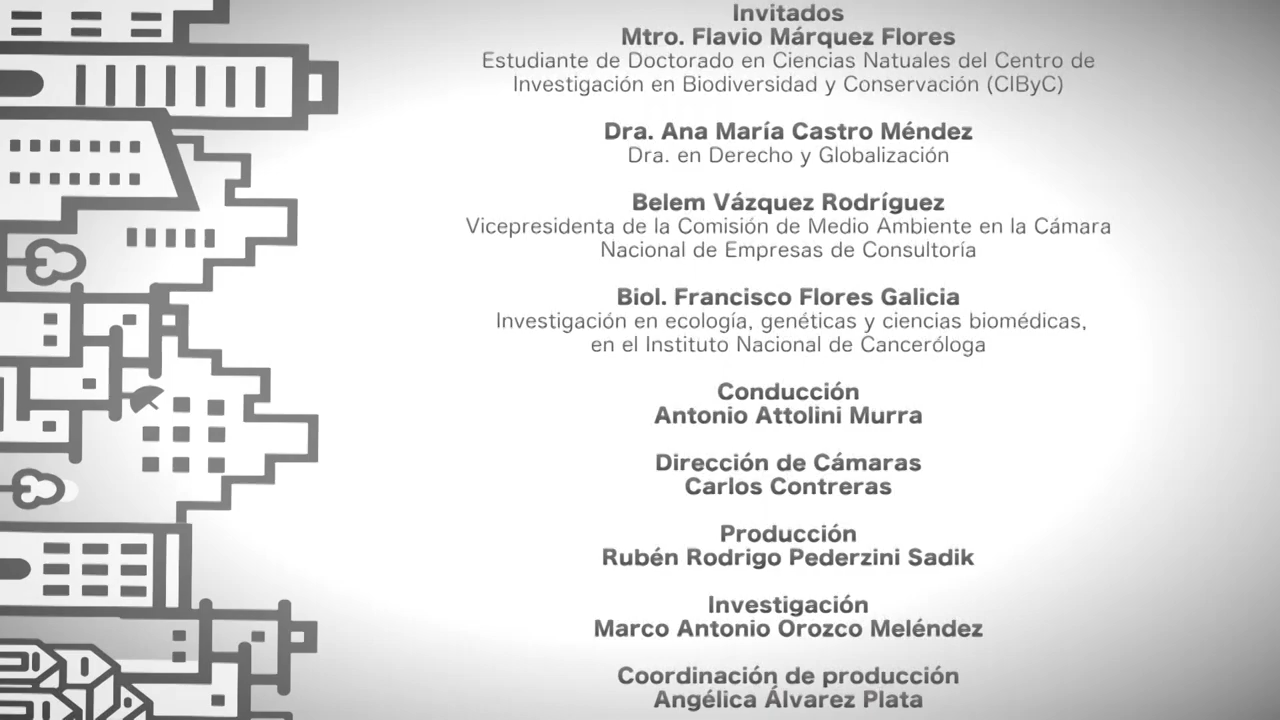 Invitados
Mtro. Flavio Márquez Flores
Estudiante de Doctorado en Ciencias Natuales del Centro de
Investigación en Biodiversidad y Conservación (CIByC)
Dra. Ana María Castro Méndez
Dra. en Derecho y Globalización
Belem Vázquez Rodríguez
Vicepresidenta de la Comisión de Medio Ambiente en la Cámara
Nacional de Empresas de Consultoría
Biol. Francisco Flores Galicia
Investigación en ecología, genéticas y ciencias biomédicas,
en el Instituto Nacional de Canceróloga
Conducción
Antonio Attolini Murra
Dirección de Cámaras
Carlos Contreras
Producción
Rubén Rodrigo Pederzini Sadik
Investigación
Marco Antonio Orozco Meléndez
Coordinación de producción
Angélica Álvarez Plata